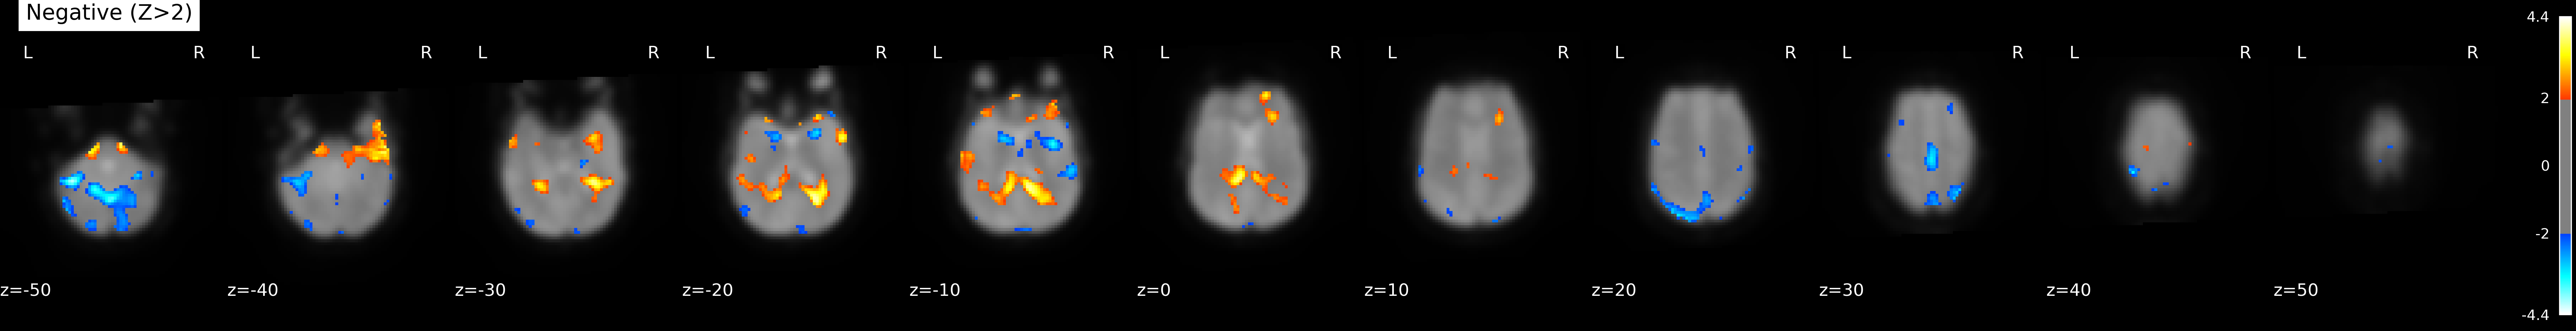 Negative (Z>2)
L R L R L R L R L R L R L R L R L R L R L R
4.4
2
0
-2
-4.4
z=-50 z=-40 z=-30 z=-20 z=-10 z=0 z=10 z=20 z=30 z=40 z=50